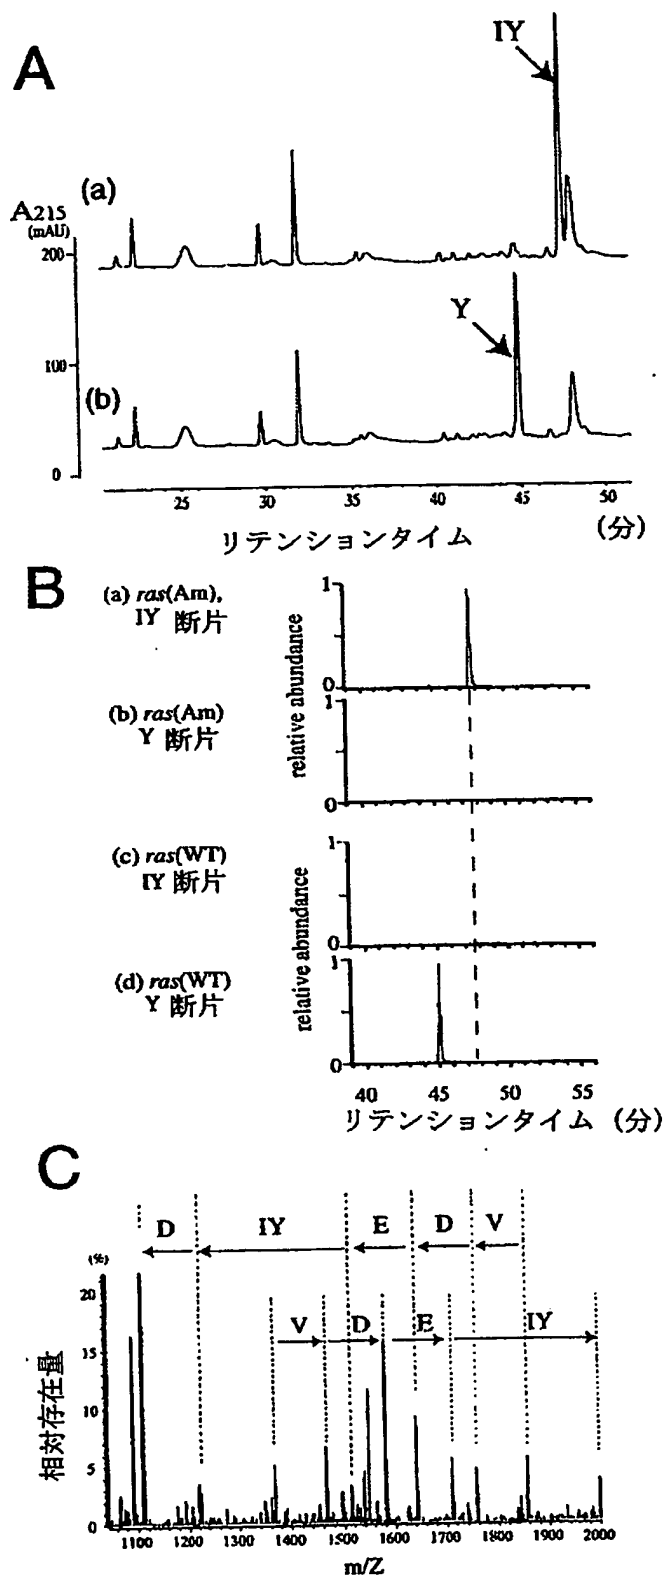 A
IY
(a)
A215
(mAU)
200
Y
100
(b)
0
25 30 35 40 45 50
リテンションタイム (分)
B
(a) ras(Am),
IY 断片
1
0
relative abundance
(b) ras(Am)
Y 断片
1
0
(c) ras(WT)
IY 断片
1
0
relative abundance
(d) ras(WT)
Y 断片
1
0
40 45 50 55
リテンションタイム (分)
C
D IY E D V
(%)
20
V D E IY
15
10
5
0
相対存在量
1100 1200 1300 1400 1500 1600 1700 1800 1900 2000
m/Z